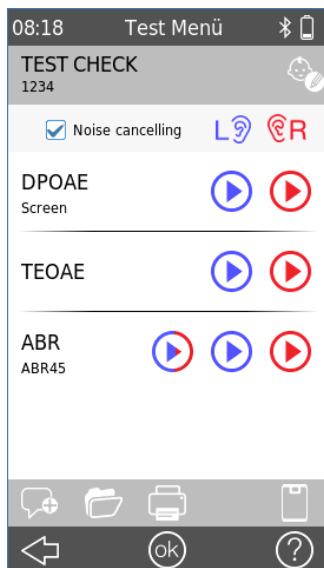 08:18 Test Menü
TEST CHECK
1234
Noise cancelling L R
DPOAE
Screen
TEOAE
ABR
ABR45
ok ?